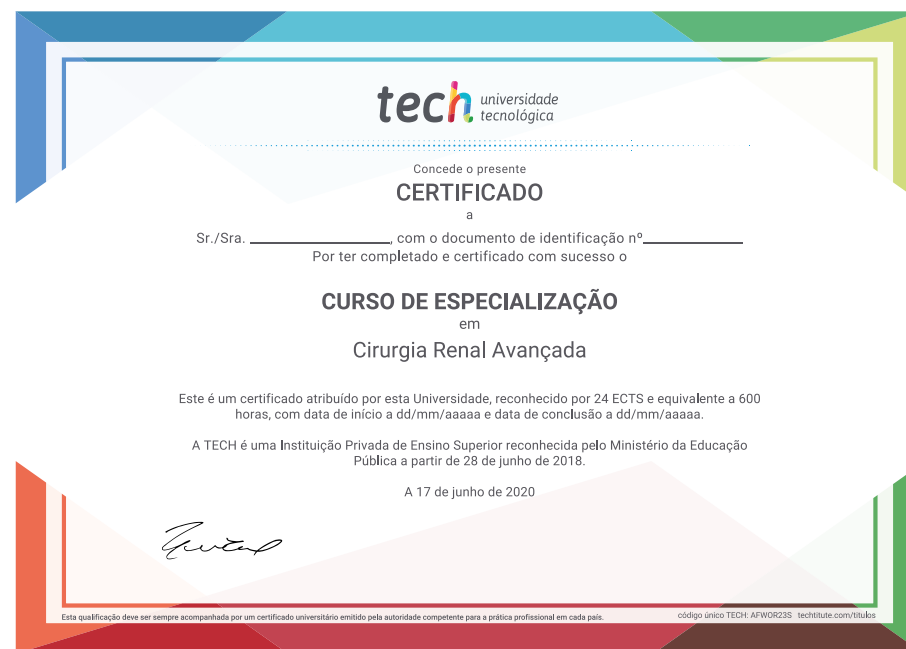 tech universidade
tecnológica
Concede o presente
CERTIFICADO
a
Sr./Sra. ____________________, com o documento de identificação nº______________
Por ter completado e certificado com sucesso o
CURSO DE ESPECIALIZAÇÃO
em
Cirurgia Renal Avançada
Este é um certificado atribuído por esta Universidade, reconhecido por 24 ECTS e equivalente a 600
horas, com data de início a dd/mm/aaaaa e data de conclusão a dd/mm/aaaaa.
A TECH é uma Instituição Privada de Ensino Superior reconhecida pelo Ministério da Educação
Pública a partir de 28 de junho de 2018.
A 17 de junho de 2020
Esta qualificação deve ser sempre acompanhada por um certificado universitário emitido pela autoridade competente para a prática profissional em cada país.
código único TECH: AFWOR23S techtitute.com/titulos